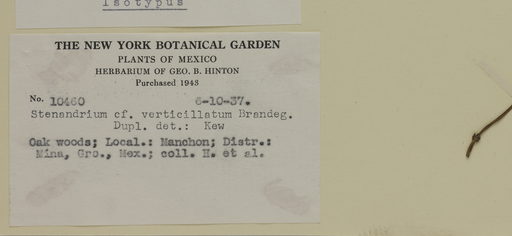 Isotypus
THE NEW YORK BOTANICAL GARDEN
PLANTS OF MEXICO
HERBARIUM OF GEO. B. HINTON
Purchased 1943
No. 10460 6-10-37.
Stenandrium cf. verticillatum Brandeg.
Dupl. det.: Kew
Oak woods; Local.: Manchon; Distr.:
Mina, Gro., Mex.; coll. H. et al.